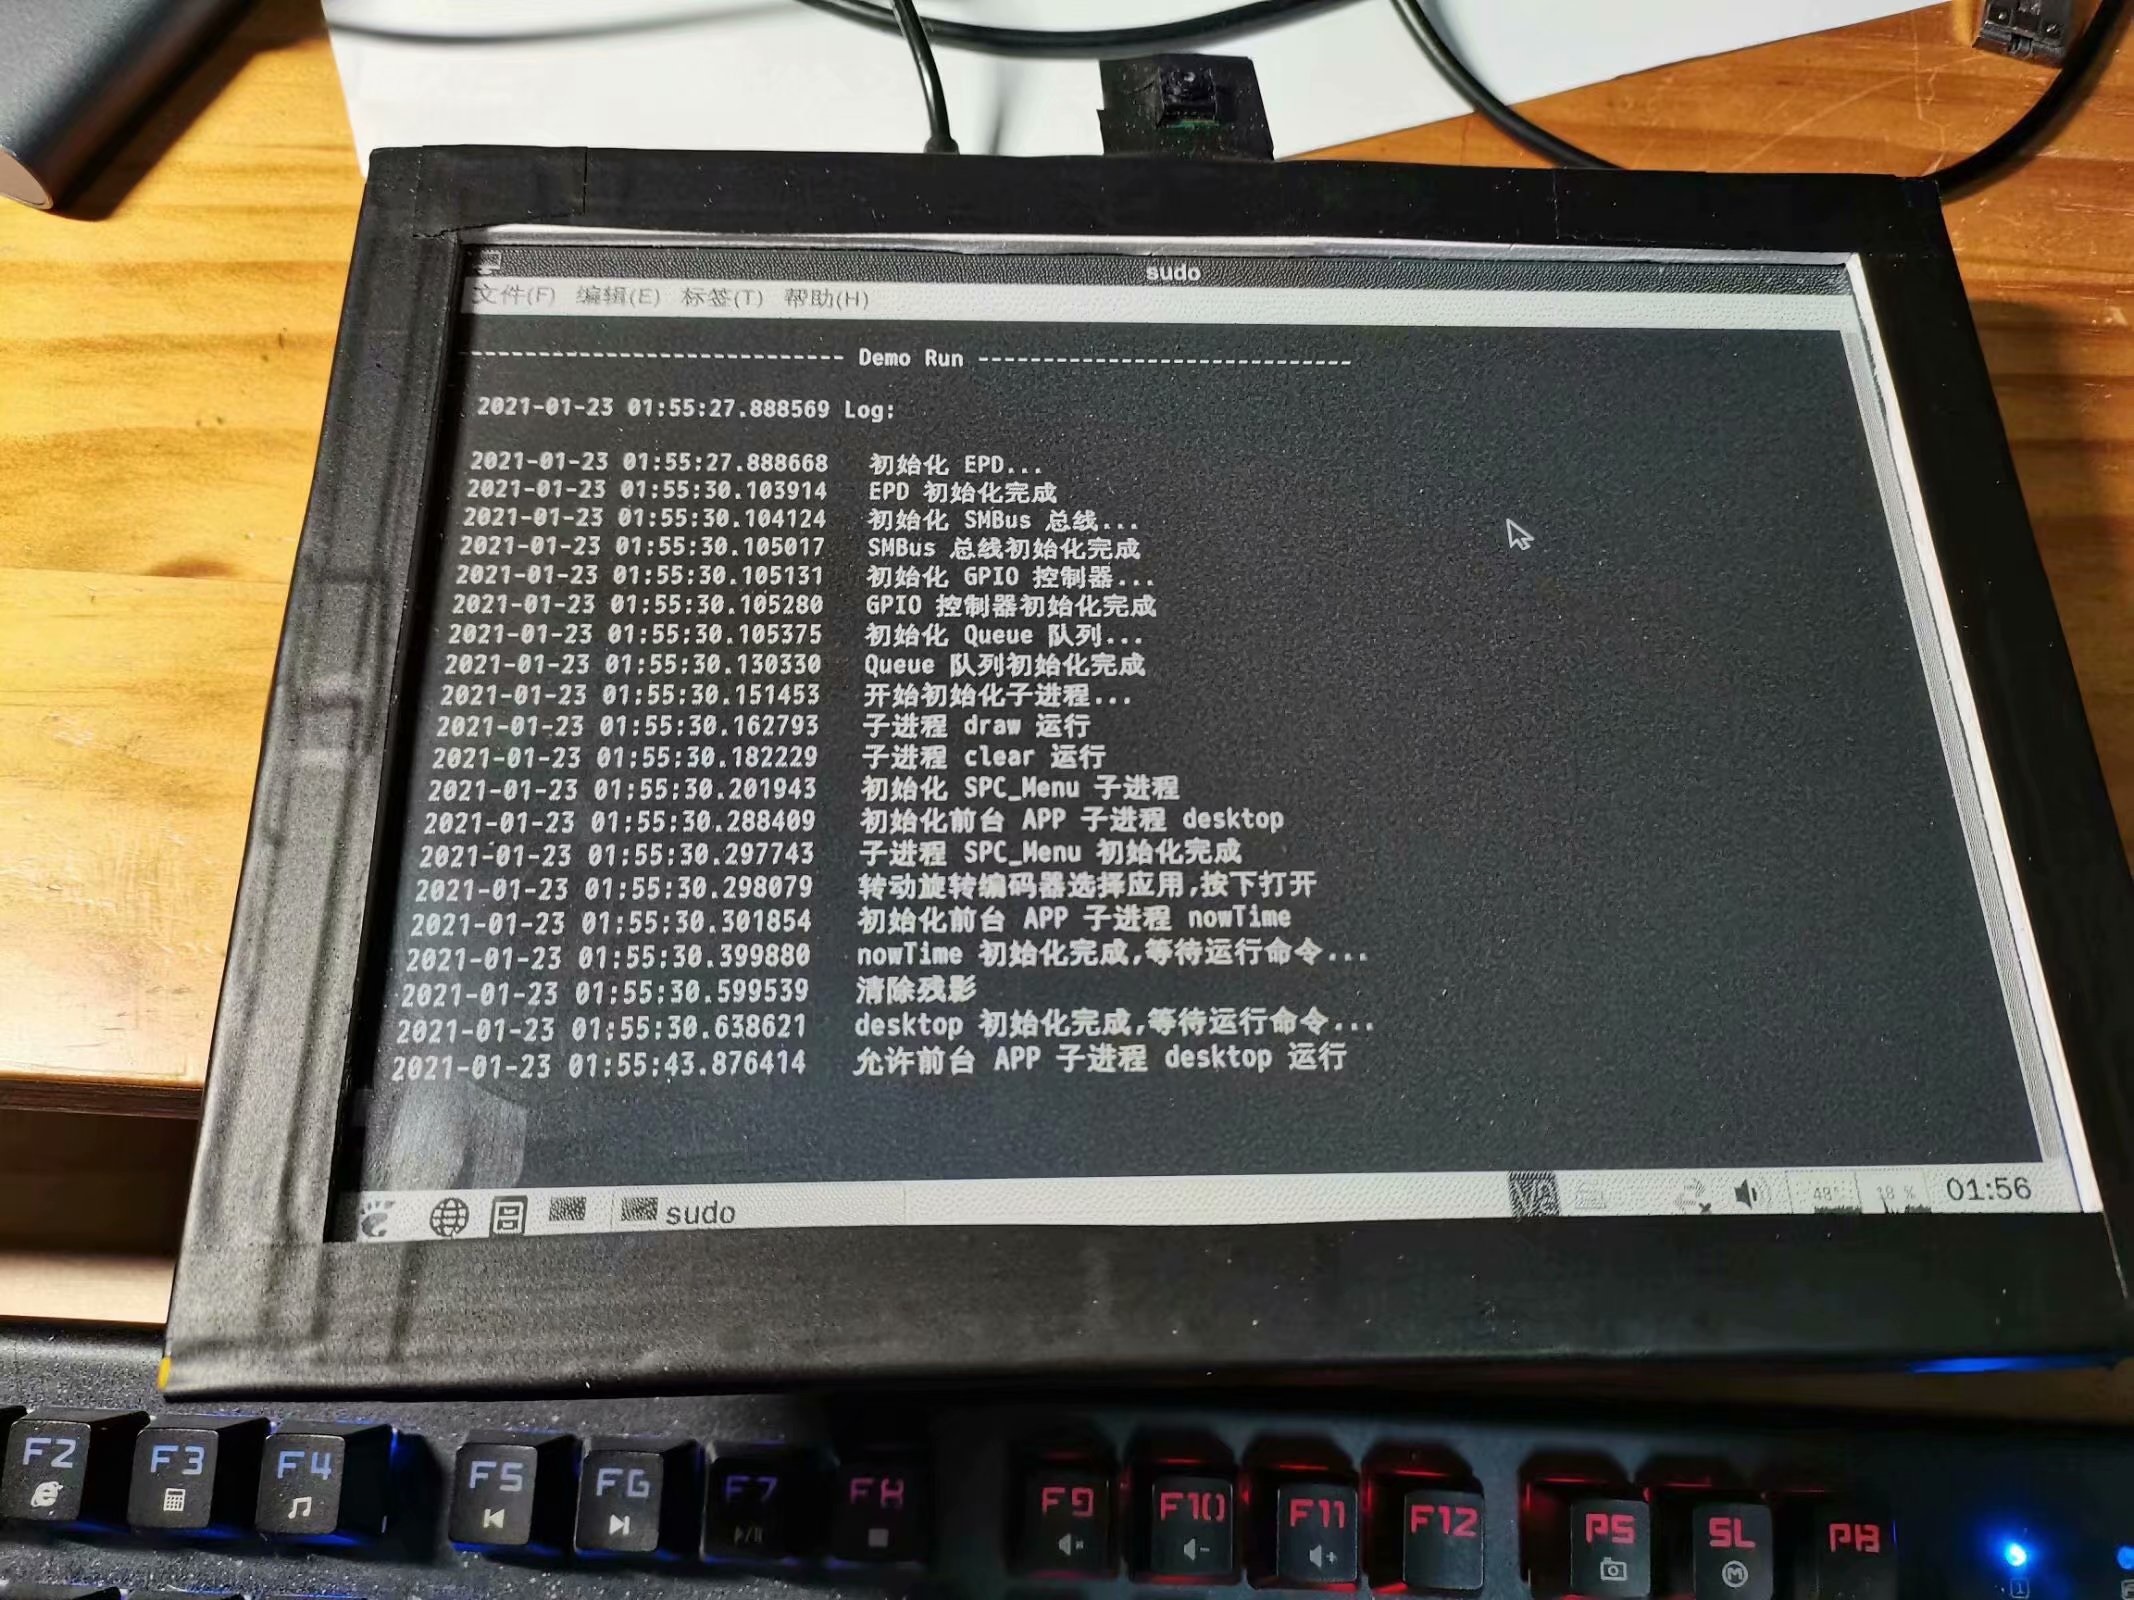 sudo
文件(F) 编辑(E) 标签(T) 帮助(H)
----------------------------- Demo Run -----------------------------
2021-01-23 01:55:27.888569 Log:
2021-01-23 01:55:27.888668 初始化 EPD...
2021-01-23 01:55:30.103914 EPD 初始化完成
2021-01-23 01:55:30.104124 初始化 SMBus 总线...
2021-01-23 01:55:30.105017 SMBus 总线初始化完成
2021-01-23 01:55:30.105131 初始化 GPIO 控制器...
2021-01-23 01:55:30.105280 GPIO 控制器初始化完成
2021-01-23 01:55:30.105375 初始化 Queue 队列...
2021-01-23 01:55:30.130330 Queue 队列初始化完成
2021-01-23 01:55:30.151453 开始初始化子进程...
2021-01-23 01:55:30.162793 子进程 draw 运行
2021-01-23 01:55:30.182229 子进程 clear 运行
2021-01-23 01:55:30.201943 初始化 SPC_Menu 子进程
2021-01-23 01:55:30.288409 初始化前台 APP 子进程 desktop
2021-01-23 01:55:30.297743 子进程 SPC_Menu 初始化完成
2021-01-23 01:55:30.298079 转动旋转编码器选择应用,按下打开
2021-01-23 01:55:30.301854 初始化前台 APP 子进程 nowTime
2021-01-23 01:55:30.399880 nowTime 初始化完成,等待运行命令...
2021-01-23 01:55:30.599539 清除残影
2021-01-23 01:55:30.638621 desktop 初始化完成,等待运行命令...
2021-01-23 01:55:43.876414 允许前台 APP 子进程 desktop 运行
sudo 48° 18 % 01:56
F2 F3 F4 F5 F6 F7 F8 F9 F10 F11 F12 PS SL PB